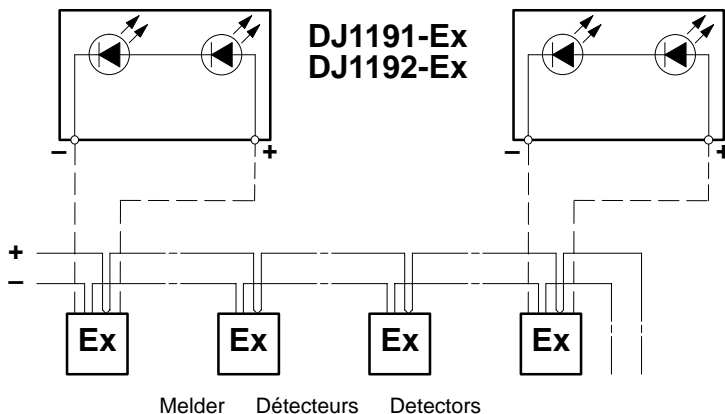 DJ1191-Ex
DJ1192-Ex
– + – +
+
–
Ex Ex Ex Ex
Melder Détecteurs Detectors